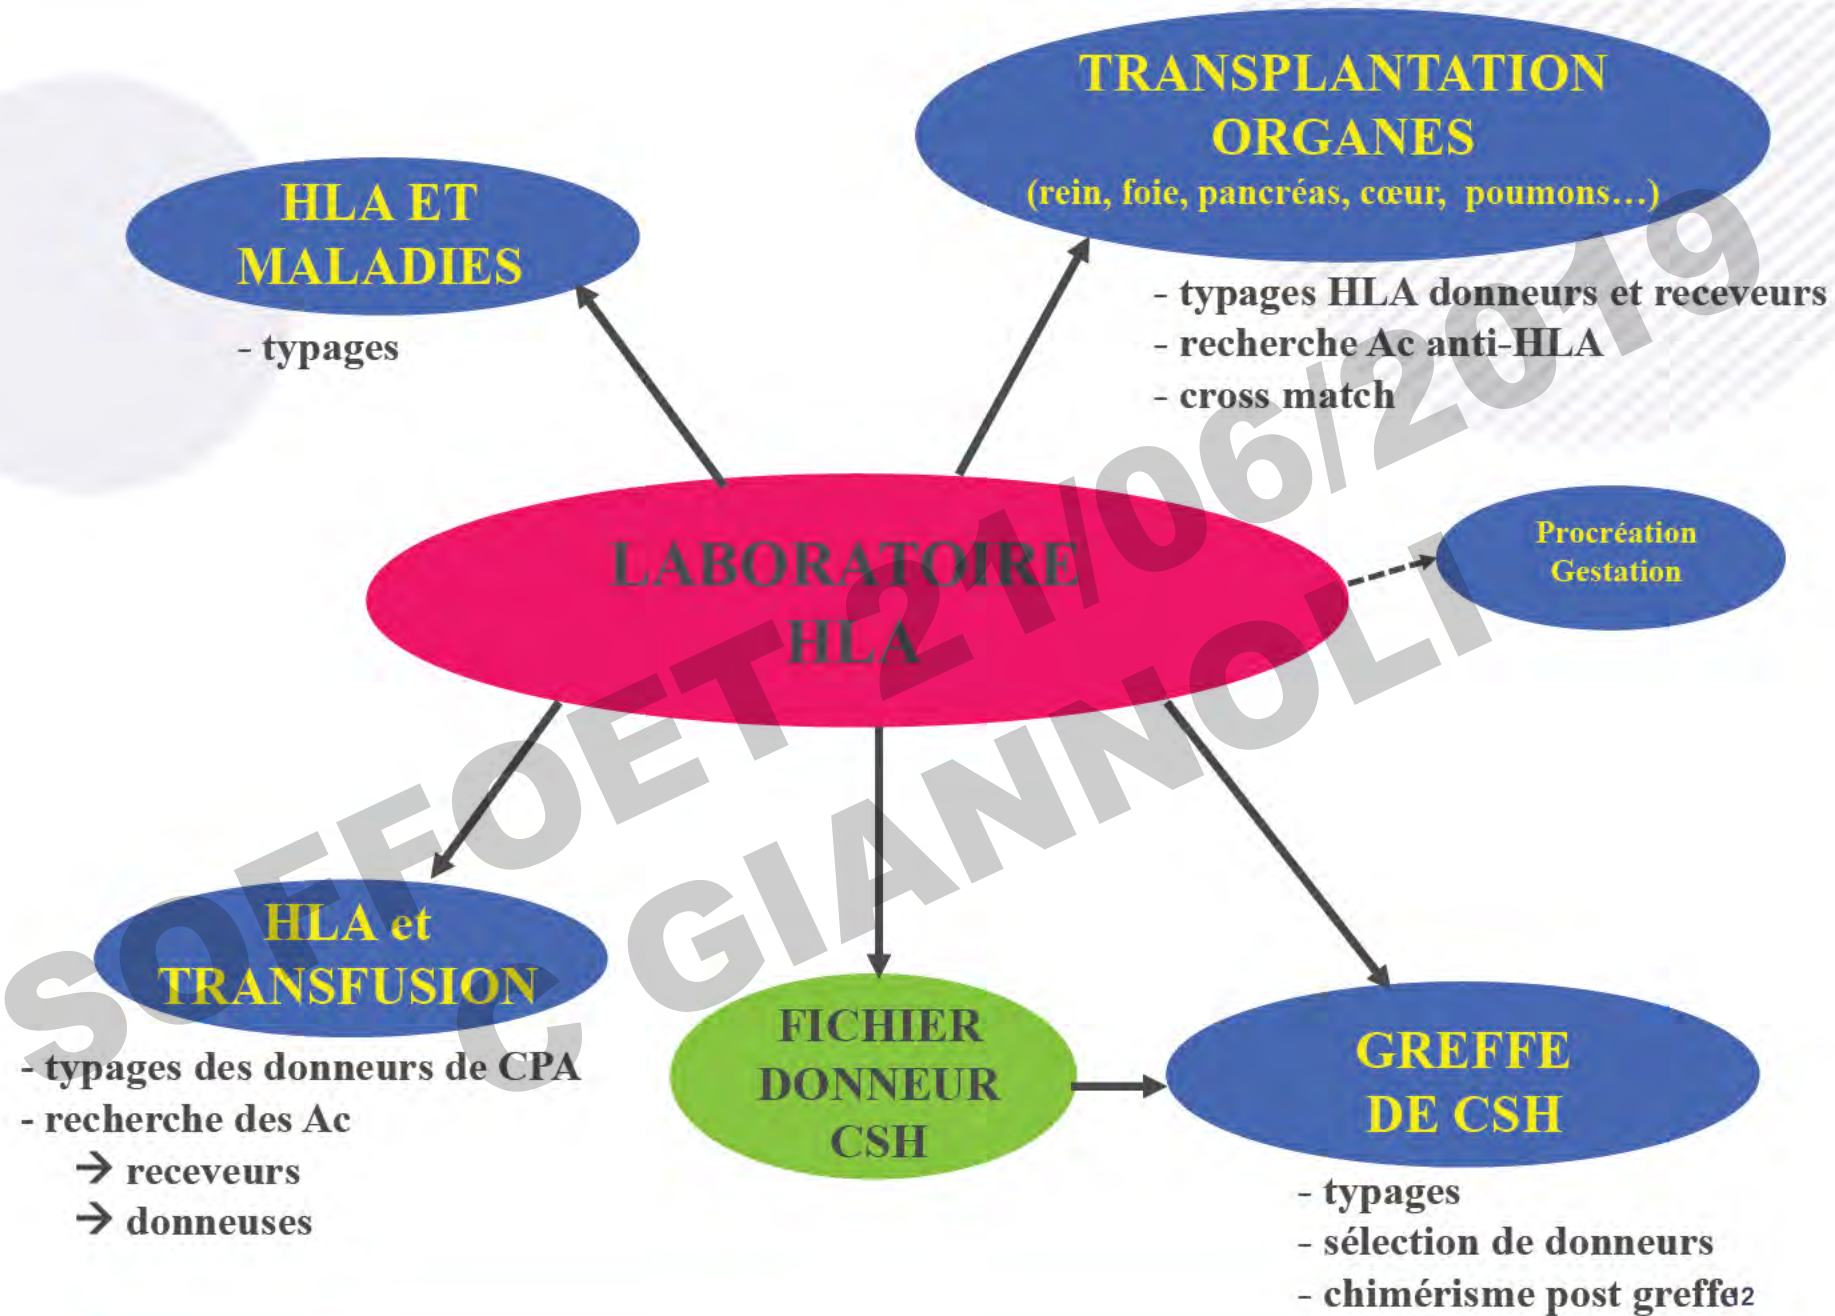 TRANSPLANTATION
ORGANES
(rein, foie, pancréas, cœur, poumons…)
- typages HLA donneurs et receveurs
- recherche Ac anti-HLA
- cross match
HLA ET
MALADIES
- typages
LABORATOIRE
HLA
Procréation
Gestation
HLA et
TRANSFUSION
- typages des donneurs de CPA
- recherche des Ac
→ receveurs
→ donneuses
FICHIER
DONNEUR
CSH
GREFFE
DE CSH
- typages
- sélection de donneurs
- chimérisme post greffe
12
SOFFOET 21/06/2019
C GIANNOLI